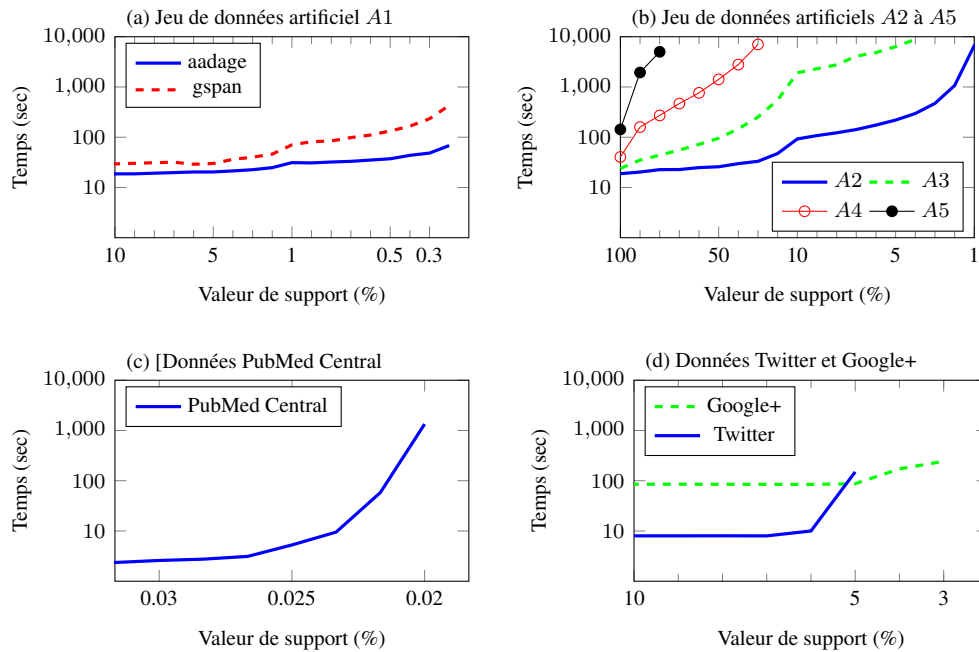 (a) Jeu de données artificiel A1
10,000
1,000
100
10
Temps (sec)
aadage
gspan
10 5 1 0.5 0.3
Valeur de support (%)
(b) Jeu de données artificiels A2 à A5
10,000
1,000
100
10
Temps (sec)
A2 A3
A4 A5
100 50 10 5 1
Valeur de support (%)
(c) [Données PubMed Central
10,000
1,000
100
10
Temps (sec)
PubMed Central
0.03 0.025 0.02
Valeur de support (%)
(d) Données Twitter et Google+
10,000
1,000
100
10
Temps (sec)
Google+
Twitter
10 5 3
Valeur de support (%)